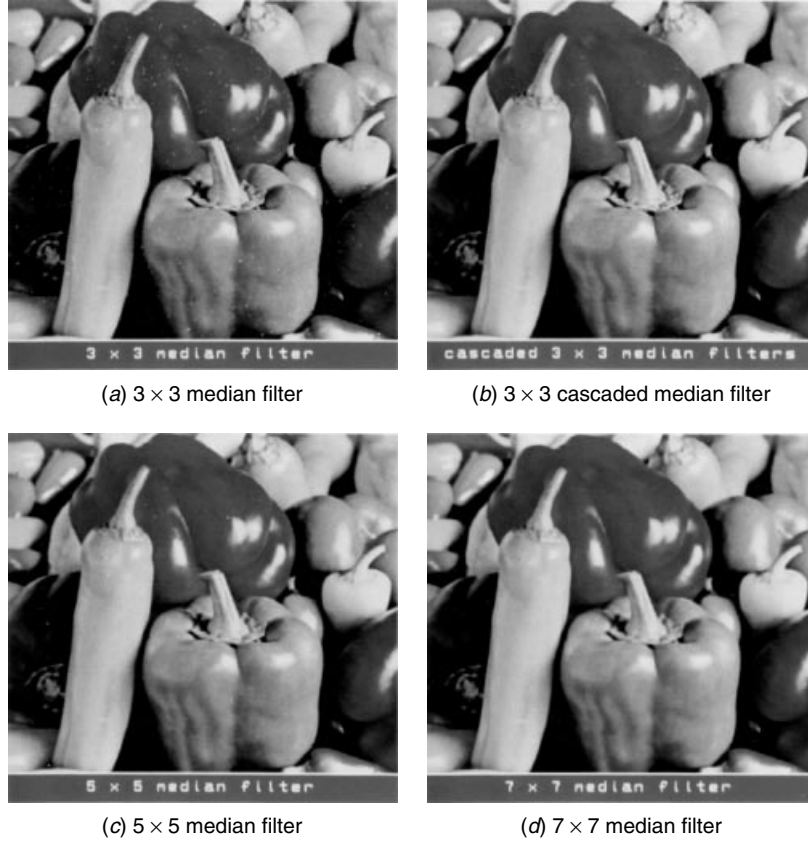 3 × 3 median filter
cascaded 3 × 3 median filters
(a) 3 × 3 median filter
(b) 3 × 3 cascaded median filter
5 × 5 median filter
7 × 7 median filter
(c) 5 × 5 median filter
(d) 7 × 7 median filter